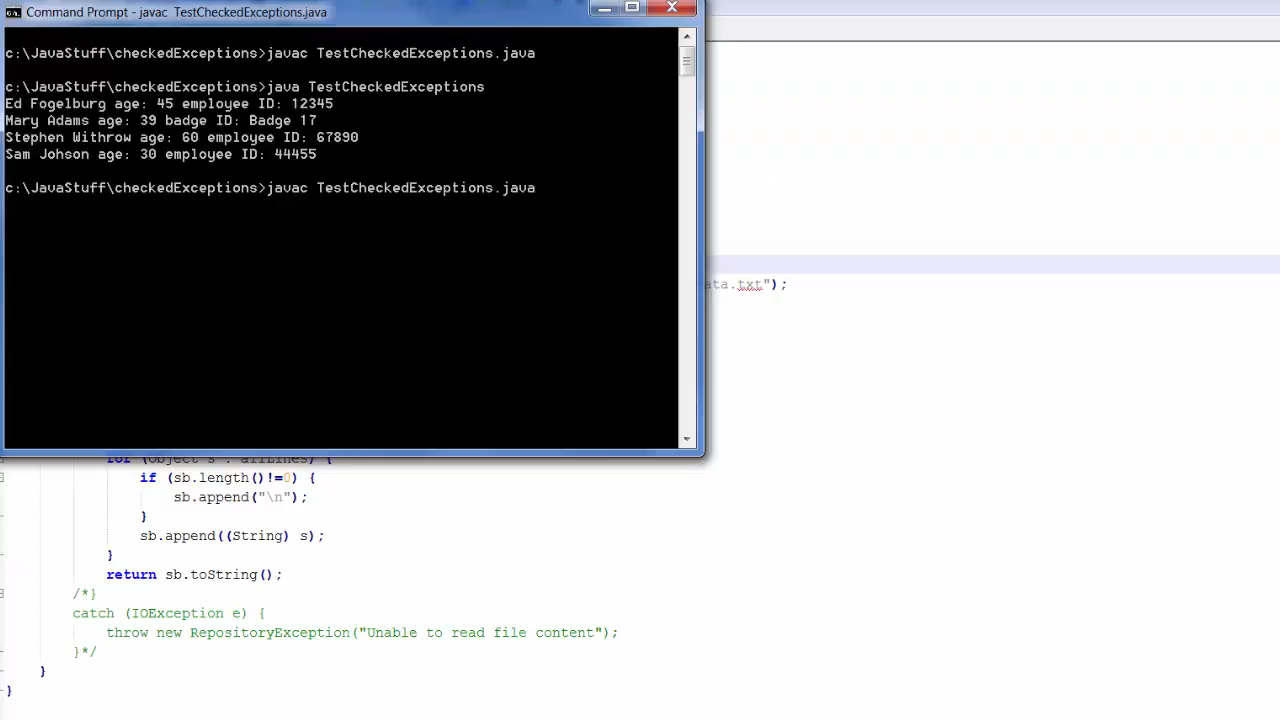 Command Prompt - javac  TestCheckedExceptions.java
c:\JavaStuff\checkedExceptions>javac TestCheckedExceptions.java
c:\JavaStuff\checkedExceptions>java TestCheckedExceptions
Ed Fogelburg age: 45 employee ID: 12345
Mary Adams age: 39 badge ID: Badge 17
Stephen Withrow age: 60 employee ID: 67890
Sam Johson age: 30 employee ID: 44455
c:\JavaStuff\checkedExceptions>javac TestCheckedExceptions.java
ata.txt");
for (Object s : allLines) {
if (sb.length()!=0) {
sb.append("\n");
}
sb.append((String) s);
}
return sb.toString();
/*}
catch (IOException e) {
throw new RepositoryException("Unable to read file content");
}*/
}
}